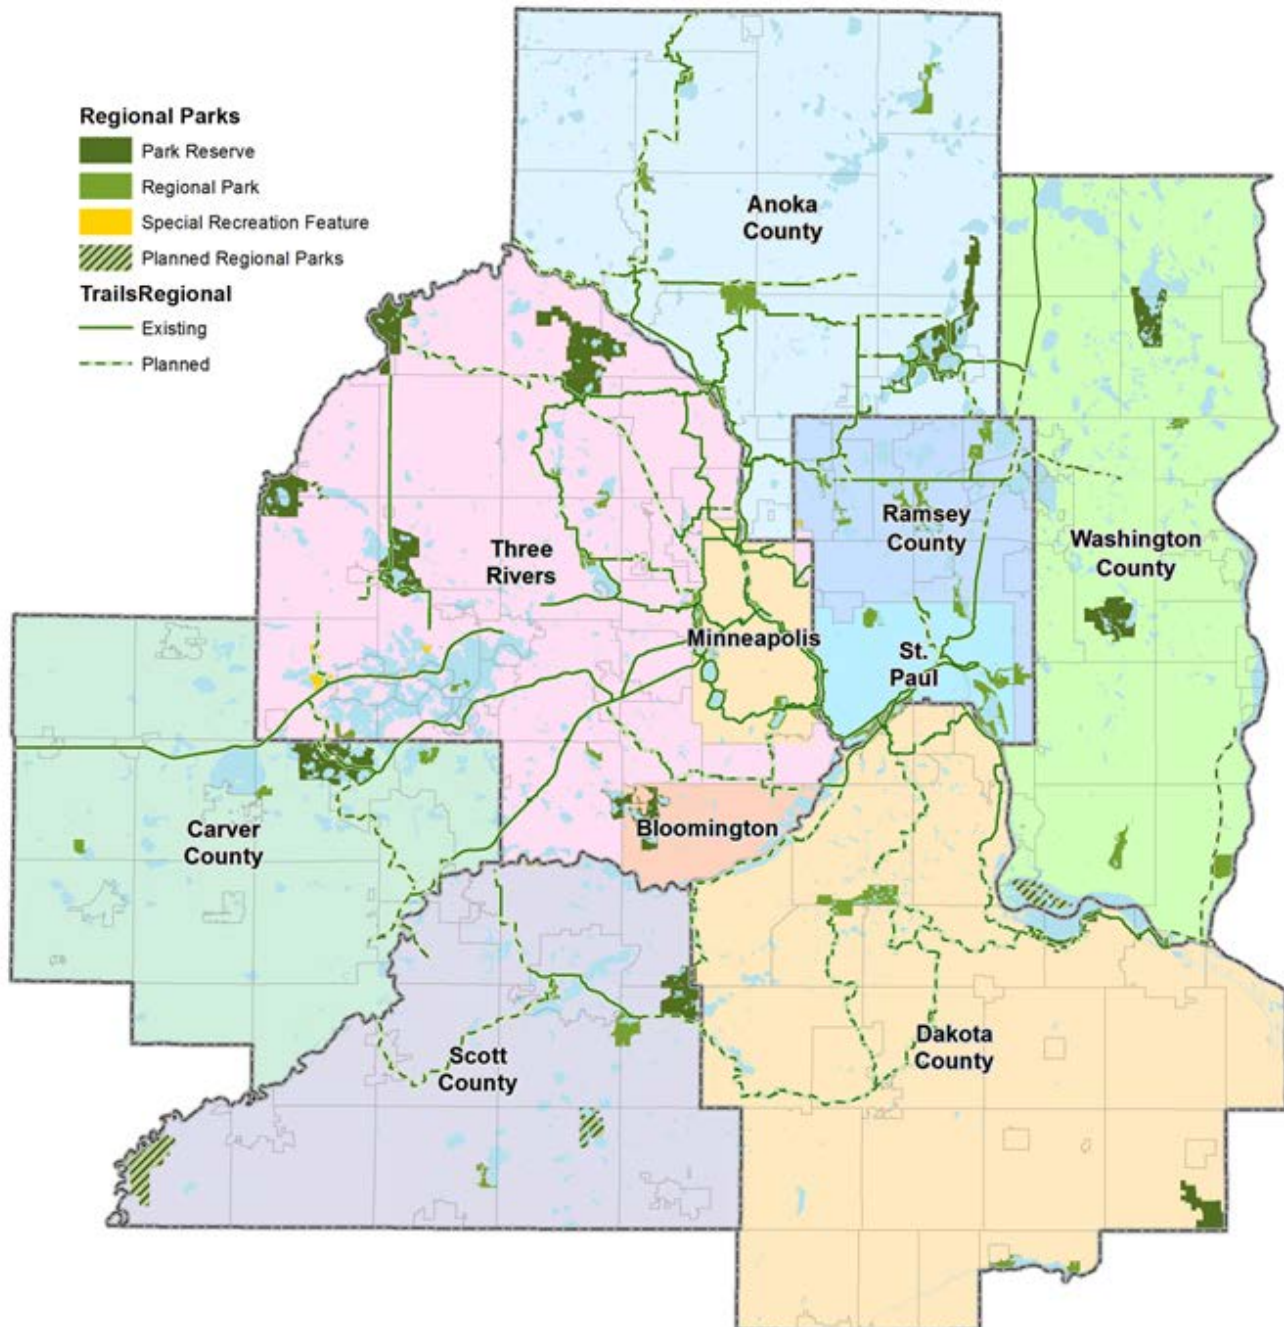 Regional Parks
Park Reserve
Regional Park
Special Recreation Feature
Planned Regional Parks
TrailsRegional
Existing
Planned
Anoka
County
Ramsey
County
Washington
County
Three
Rivers
Minneapolis
St.
Paul
Carver
County
Bloomington
Scott
County
Dakota
County